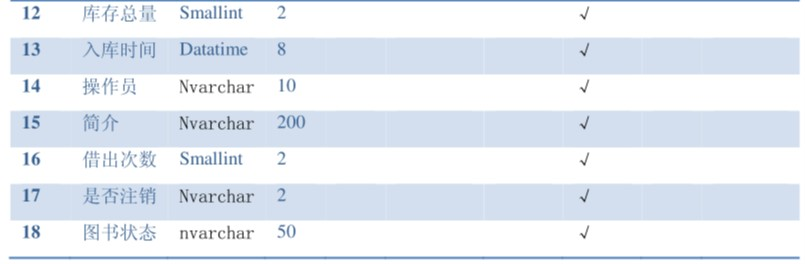 12 库存总量 Smallint 2 √
13 入库时间 Datatime 8 √
14 操作员 Nvarchar 10 √
15 简介 Nvarchar 200 √
16 借出次数 Smallint 2 √
17 是否注销 Nvarchar 2 √
18 图书状态 nvarchar 50 √